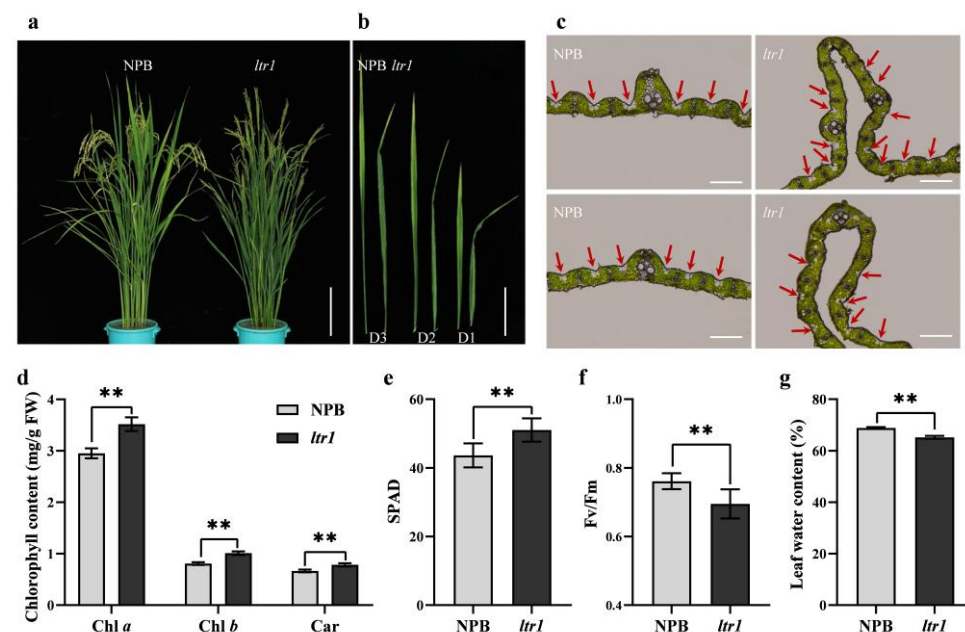 a
b
c
NPB
ltr1
NPB ltr1
D3
D2
D1
NPB
ltr1
NPB
ltr1
d
e
f
g
Chlorophyll content (mg/g FW)
4
3
2
1
0
**
**
**
NPB
ltr1
Chl a
Chl b
Car
SPAD
60
40
20
0
**
NPB
ltr1
Fv/Fm
1.0
0.8
0.6
0.4
**
NPB
ltr1
Leaf water content (%)
80
60
40
20
0
**
NPB
ltr1